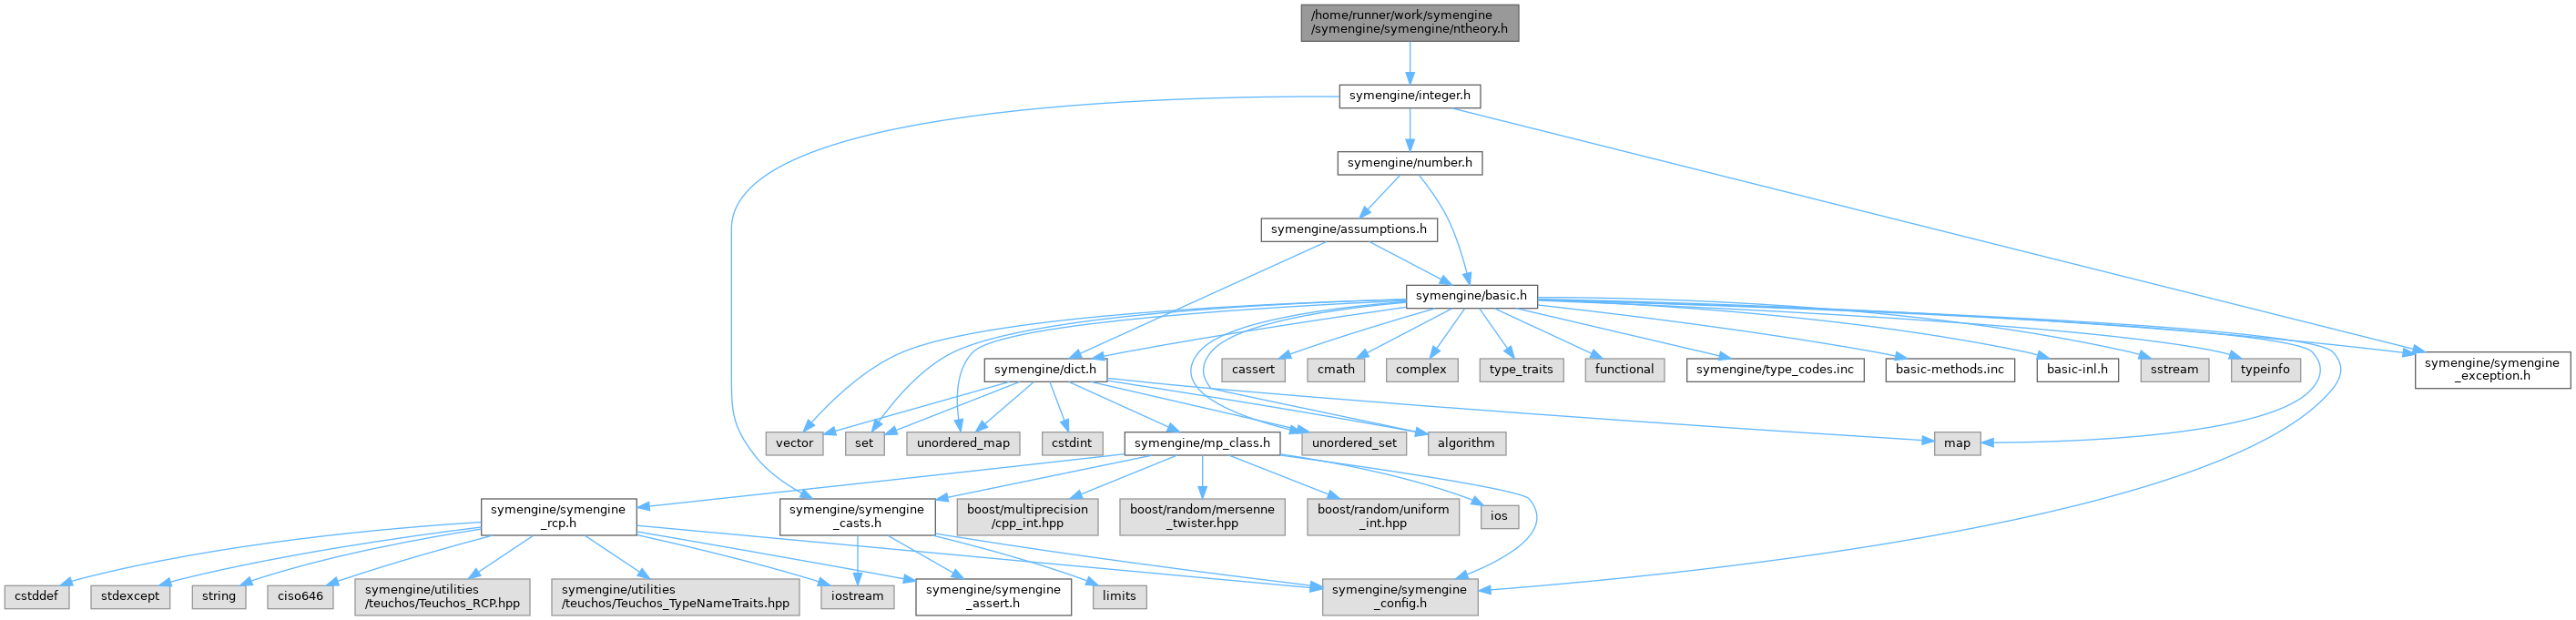 /home/runner/work/symengine
/symengine/symengine/ntheory.h
symengine/integer.h
symengine/number.h
symengine/assumptions.h
symengine/basic.h
symengine/dict.h
cassert
cmath
complex
type_traits
functional
symengine/type_codes.inc
basic-methods.inc
basic-inl.h
sstream
typeinfo
symengine/symengine
_exception.h
vector
set
unordered_map
cstdint
symengine/mp_class.h
unordered_set
algorithm
map
symengine/symengine
_rcp.h
symengine/symengine
_casts.h
boost/multiprecision
/cpp_int.hpp
boost/random/mersenne
_twister.hpp
boost/random/uniform
_int.hpp
ios
cstddef
stdexcept
string
ciso646
symengine/utilities
/teuchos/Teuchos_RCP.hpp
symengine/utilities
/teuchos/Teuchos_TypeNameTraits.hpp
iostream
symengine/symengine
_assert.h
limits
symengine/symengine
_config.h